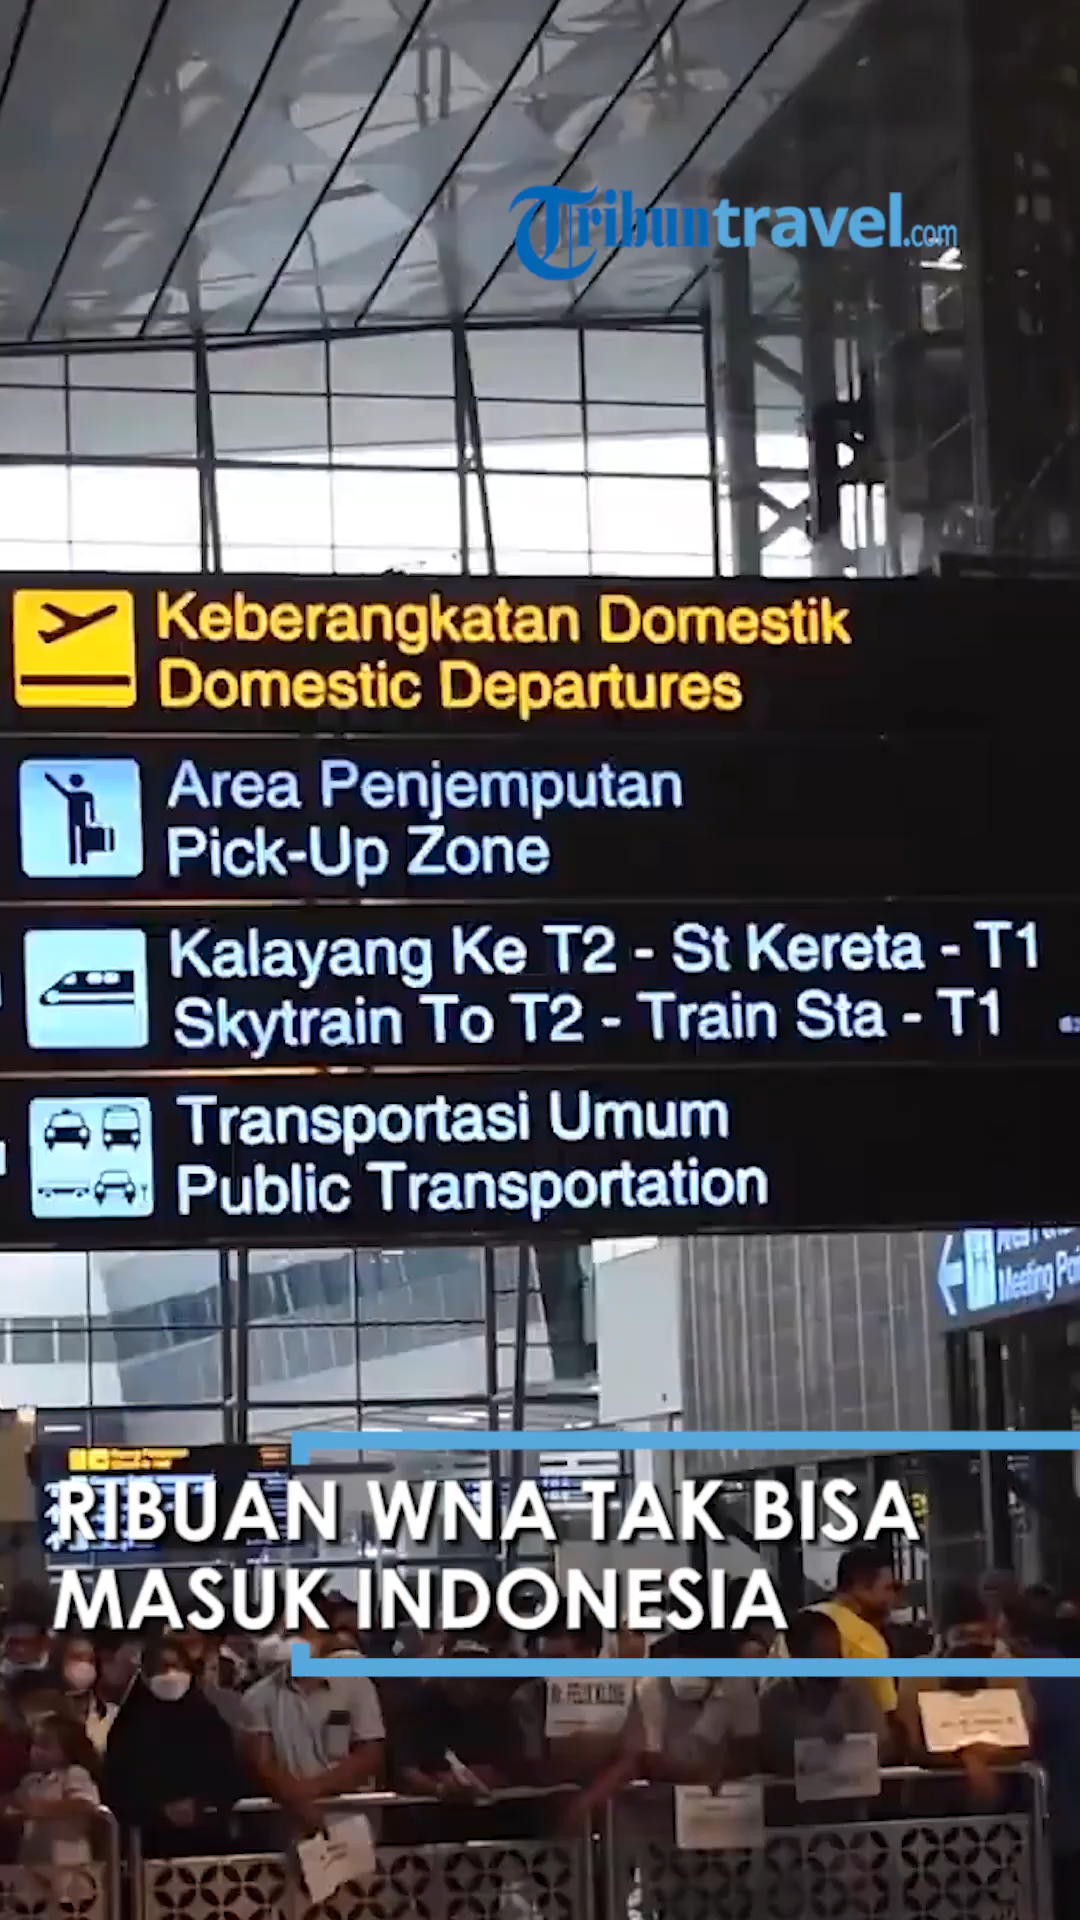 Tribuntravel.com
Keberangkatan Domestik
Domestic Departures
Area Penjemputan
Pick-Up Zone
Kalayang Ke T2 - St Kereta - T1
Skytrain To T2 - Train Sta - T1
Transportasi Umum
Public Transportation
Meeting
RIBUAN WNA TAK BISA
MASUK INDONESIA